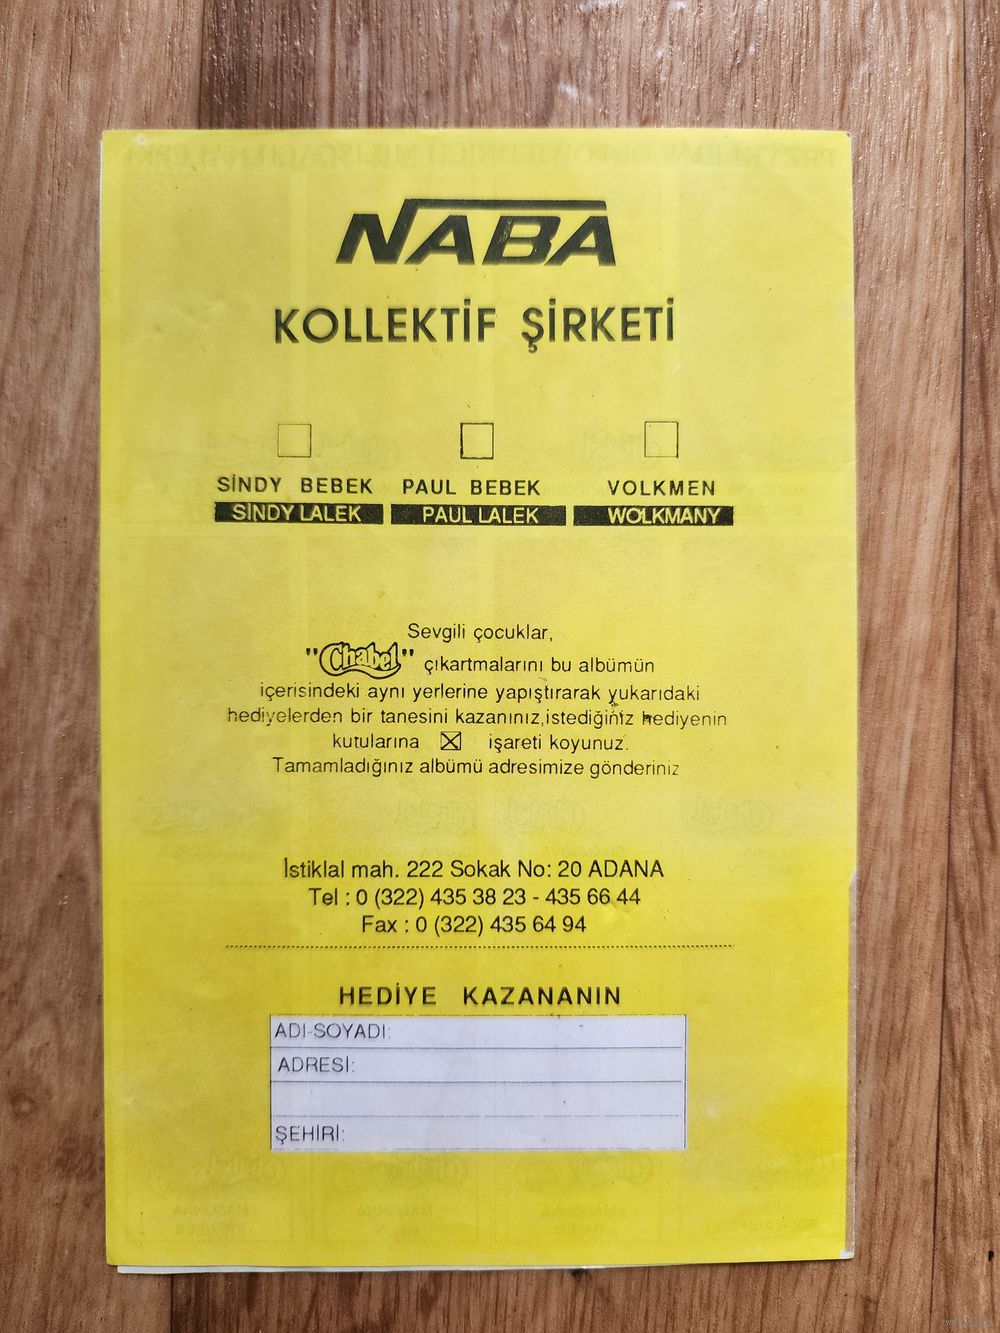 NABA
KOLLEKTİF ŞİRKETİ
SİNDY BEBEK PAUL BEBEK VOLKMEN
SİNDY LALEK PAUL LALEK WOLKMANY
Sevgili çocuklar,
"Chabel" çıkartmalarını bu albümün
içerisindeki aynı yerlerine yapıştırarak yukarıdaki
hediyelerden bir tanesini kazanınız,istediğiniz hediyenin
kutularına ☒ işareti koyunuz.
Tamamladığınız albümü adresimize gönderiniz
İstiklal mah. 222 Sokak No: 20 ADANA
Tel : 0 (322) 435 38 23 - 435 66 44
Fax : 0 (322) 435 64 94
HEDİYE KAZANANIN
ADI-SOYADI:
ADRESİ:
ŞEHİRİ: